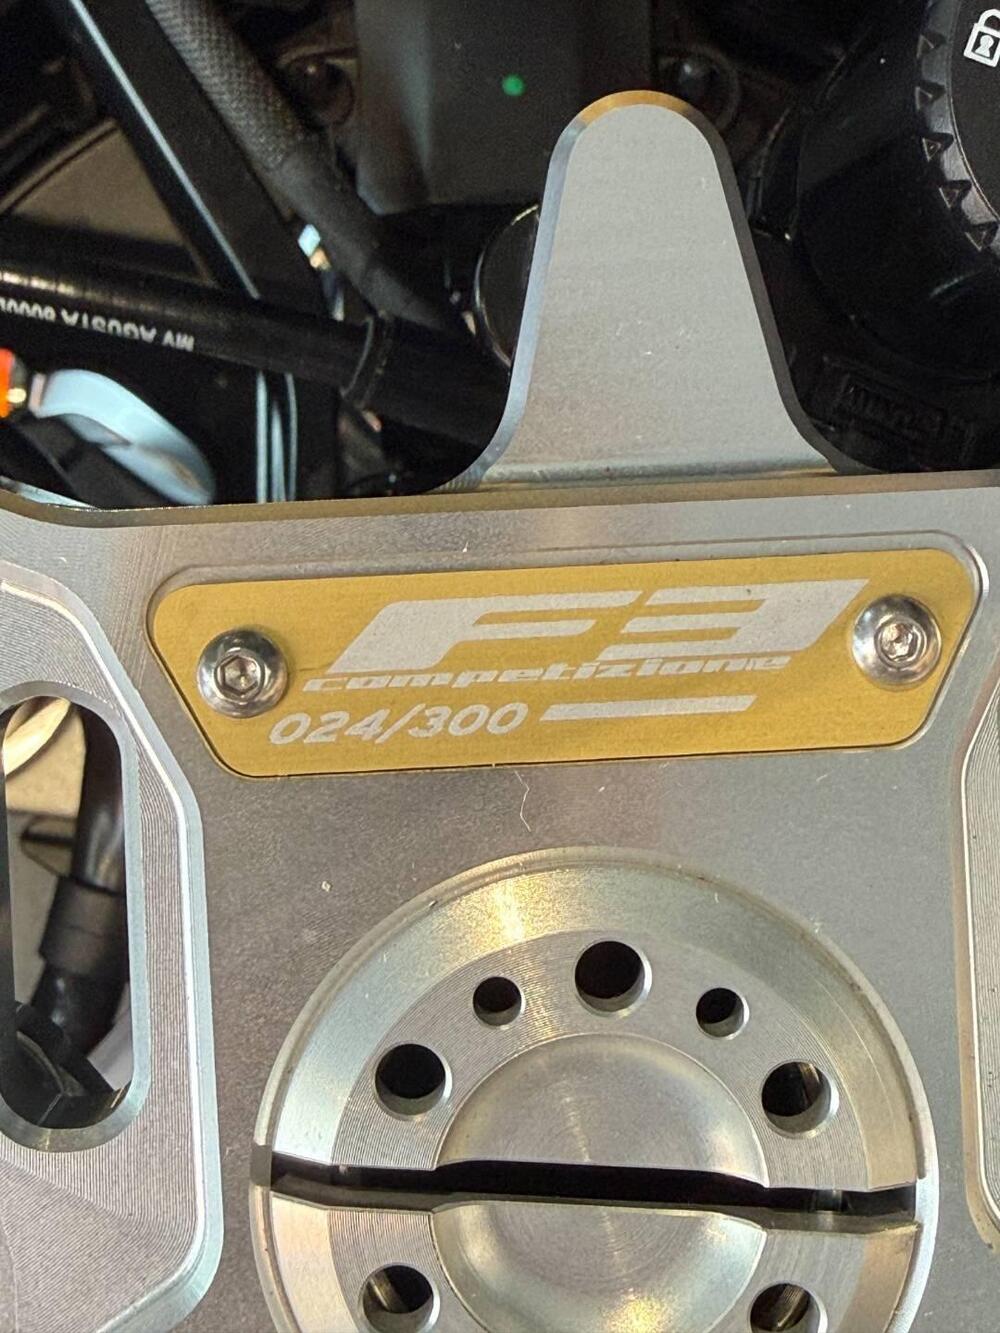 MV AGUSTA
F3
competizione
024/300